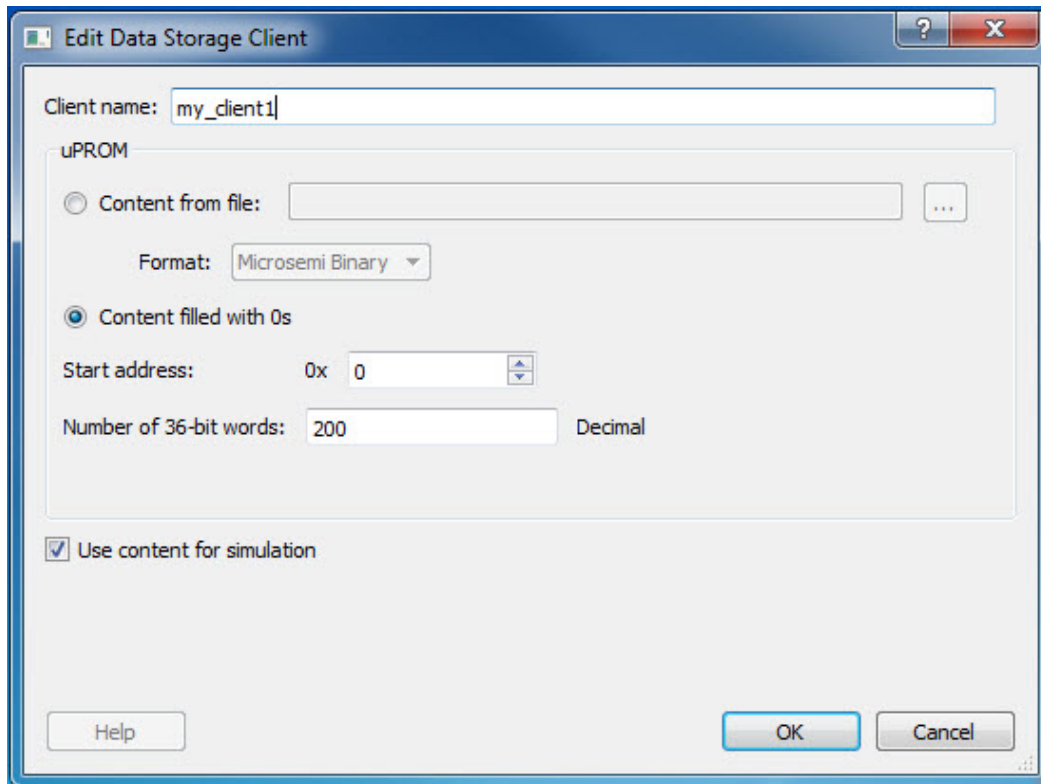 Edit Data Storage Client
?
X
Client name: my_client1
uPROM
Content from file: ...
Format: Microsemi Binary
Content filled with 0s
Start address: 0x 0
Number of 36-bit words: 200 Decimal
Use content for simulation
Help OK Cancel